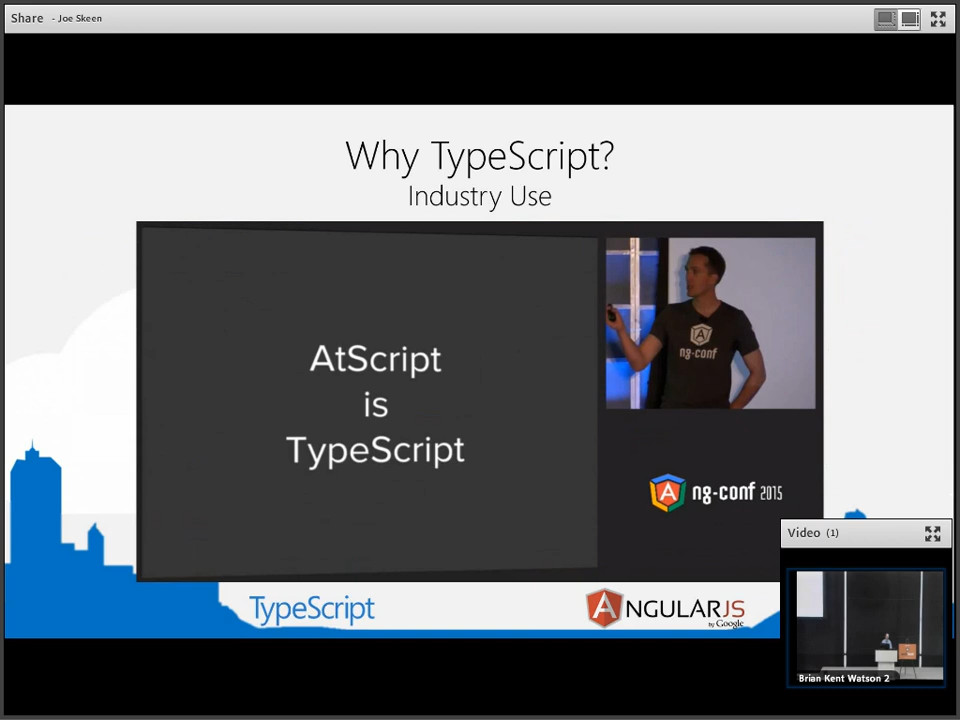 Share - Joe Skeen
Why TypeScript?
Industry Use
AtScript
is
TypeScript
ng-conf
ng-conf 2015
TypeScript
ANGULARJS
by Google
Video (1)
Brian Kent Watson 2